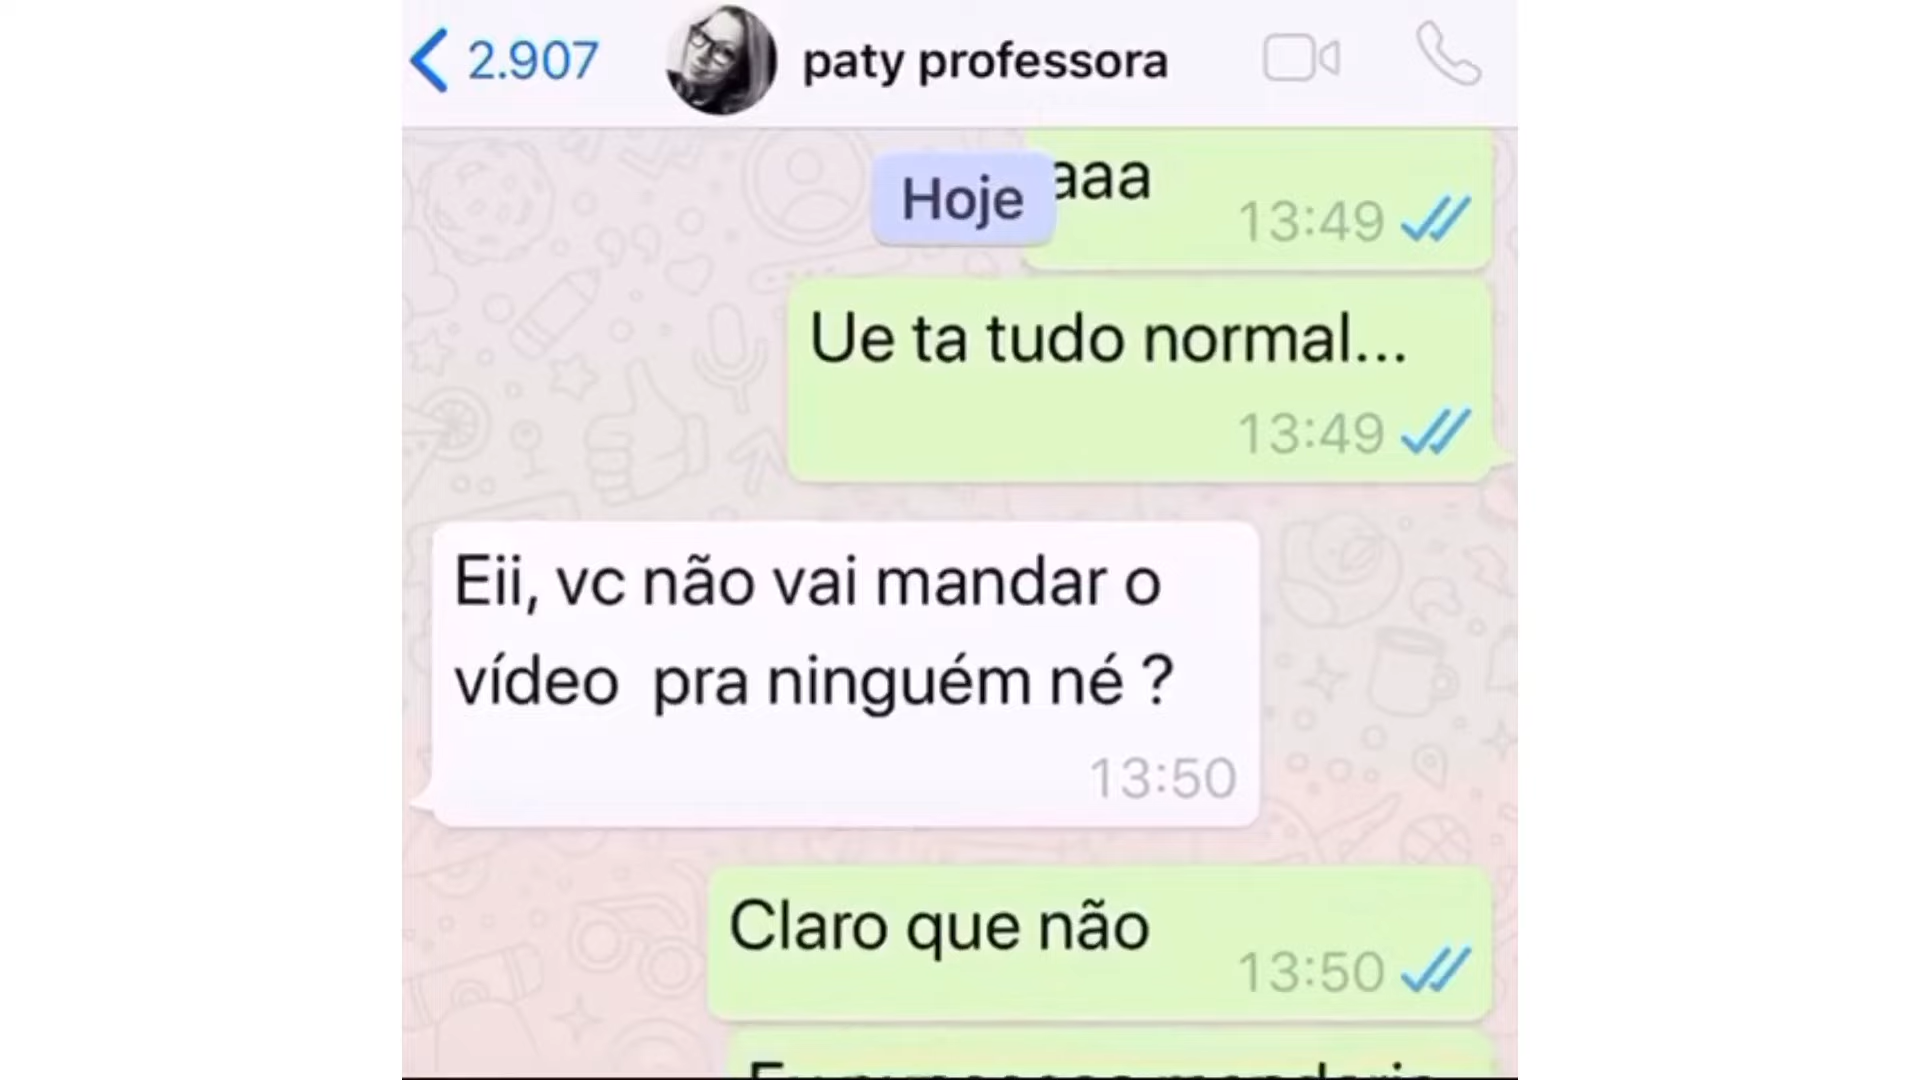 2.907
paty professora
Hoje
aaa
13:49
Ue ta tudo normal...
13:49
Eii, vc não vai mandar o
vídeo pra ninguém né ?
13:50
Claro que não
13:50